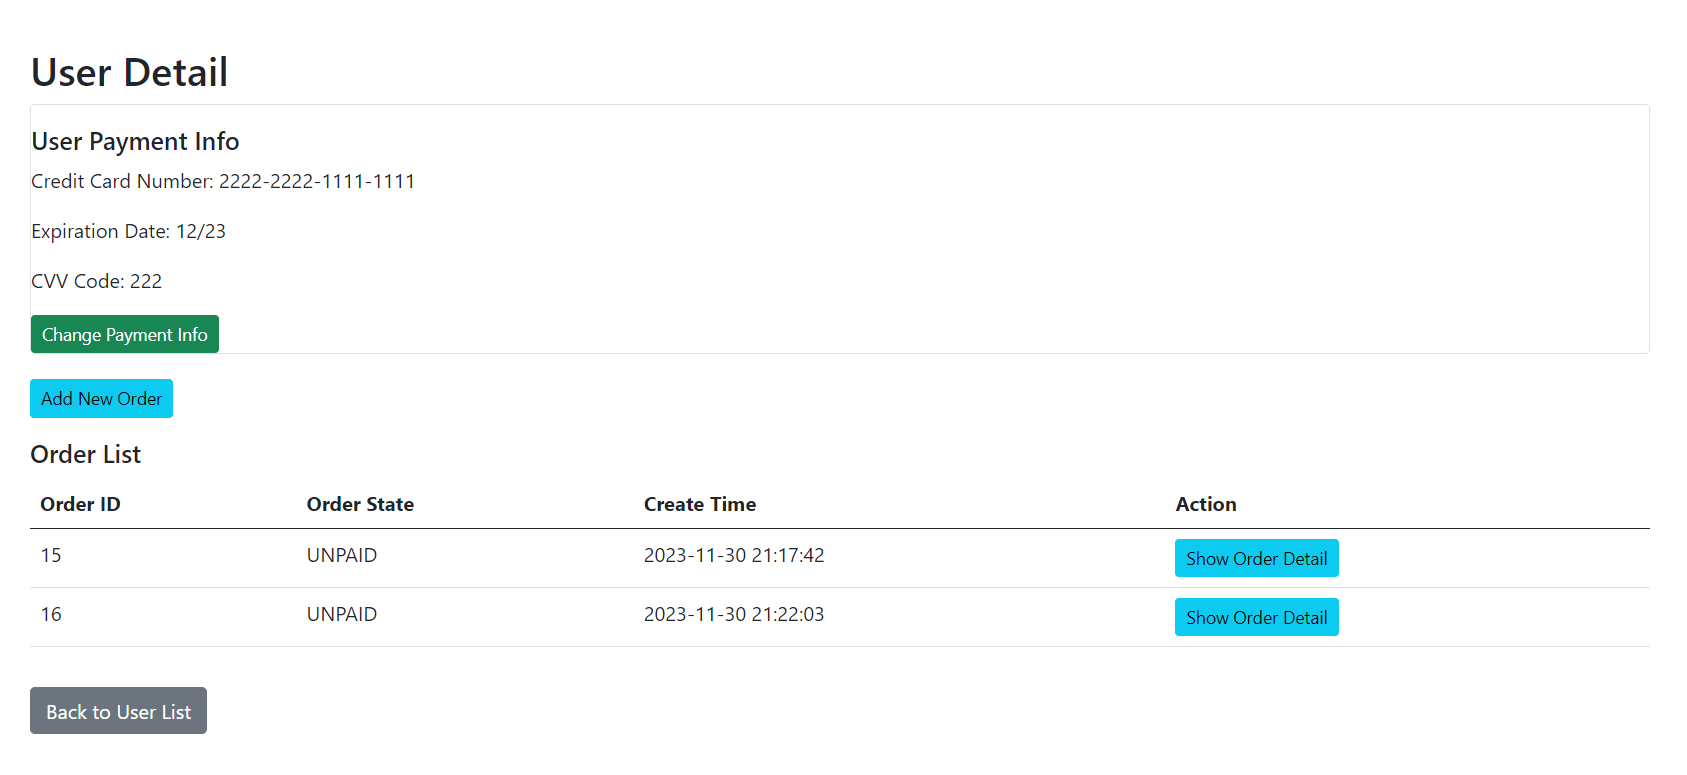 User Detail
User Payment Info
Credit Card Number: 2222-2222-1111-1111
Expiration Date: 12/23
CVV Code: 222
Change Payment Info
Add New Order
Order List
Order ID Order State Create Time Action
15 UNPAID 2023-11-30 21:17:42 Show Order Detail
16 UNPAID 2023-11-30 21:22:03 Show Order Detail
Back to User List